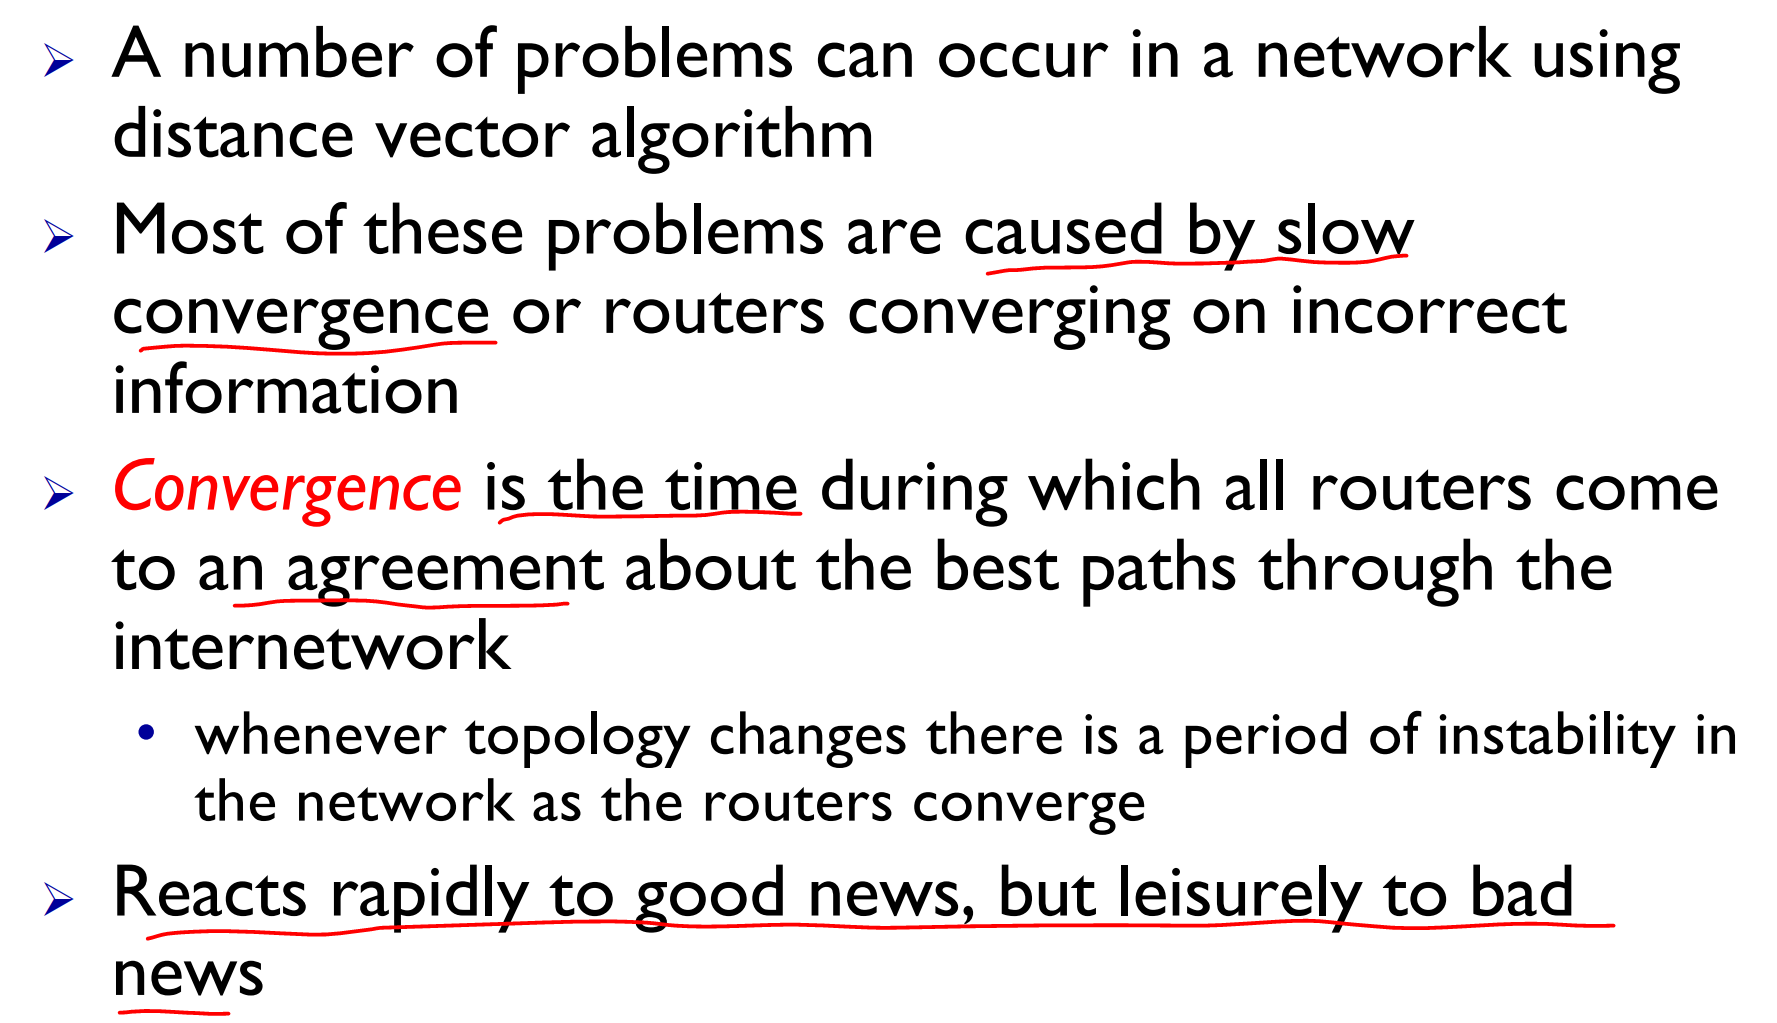 ➢ A number of problems can occur in a network using
distance vector algorithm
➢ Most of these problems are caused by slow
convergence or routers converging on incorrect
information
➢ Convergence is the time during which all routers come
to an agreement about the best paths through the
internetwork
• whenever topology changes there is a period of instability in
the network as the routers converge
➢ Reacts rapidly to good news, but leisurely to bad
news